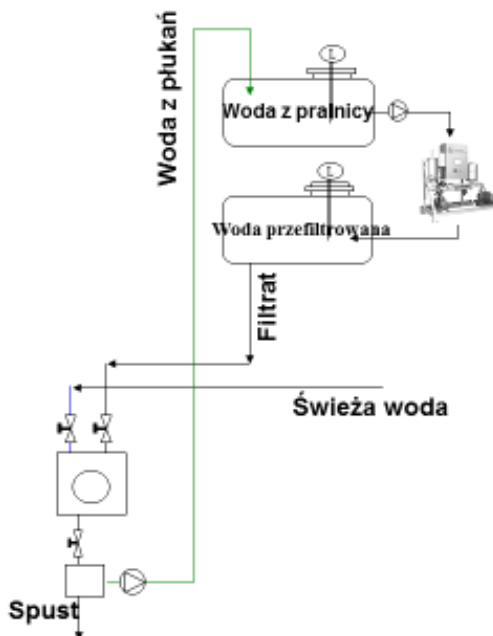 Woda z płukań
L
Woda z pralnicy
L
Woda przefiltrowana
Filtrat
Świeża woda
Spust